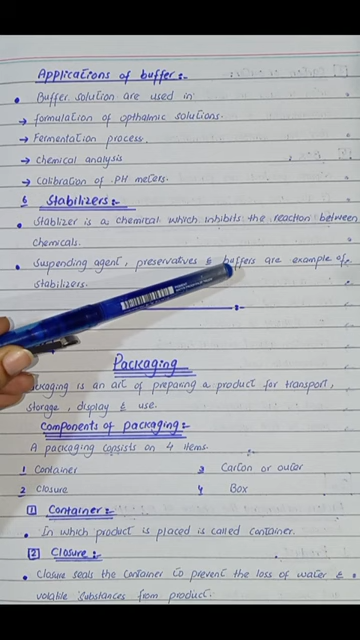 Applications of buffer:-
• Buffer solution are used in
→ formulation of opthalmic solutions.
→ Fermentation process.
→ Chemical analysis
→ Calibration of PH meters.
6 Stabilizers:-
• Stablizer is a chemical which inhibits the reaction between
chemicals.
• Suspending agent, preservatives & buffers are example of
stabilizers.
Packaging
ckaging is an art of preparing a product for transport,
storage, display & use.
Components of packaging:-
A packaging consists on 4 items.
1 Container 3 Carton or outer
2 Closure 4 Box
1 Container:-
• In which product is placed is called container.
2 Closure:-
• Closure seals the container to prevent the loss of water &
volatile substances from product.